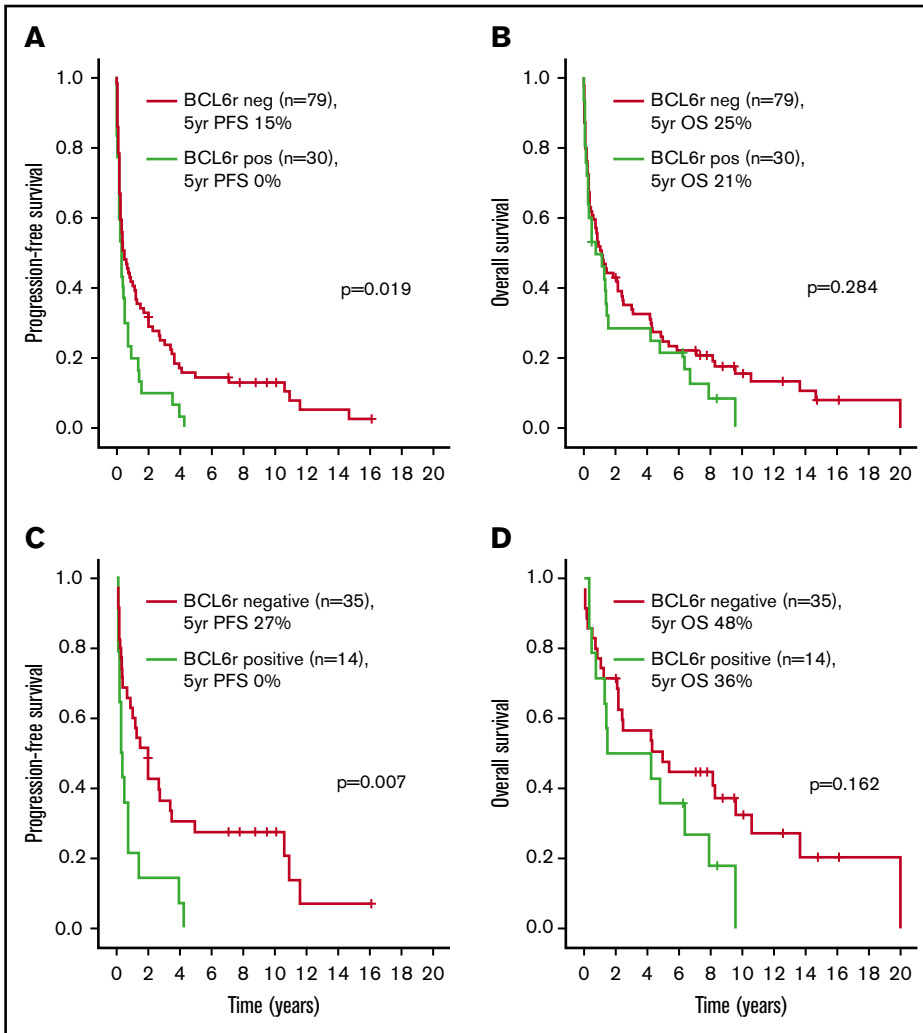 A
Progression-free survival
1.0
0.8
0.6
0.4
0.2
0.0
BCL6r neg (n=79),
5yr PFS 15%
BCL6r pos (n=30),
5yr PFS 0%
p=0.019
0 2 4 6 8 10 12 14 16 18 20
B
Overall survival
1.0
0.8
0.6
0.4
0.2
0.0
BCL6r neg (n=79),
5yr OS 25%
BCL6r pos (n=30),
5yr OS 21%
p=0.284
0 2 4 6 8 10 12 14 16 18 20
C
Progression-free survival
1.0
0.8
0.6
0.4
0.2
0.0
BCL6r negative (n=35),
5yr PFS 27%
BCL6r positive (n=14),
5yr PFS 0%
p=0.007
0 2 4 6 8 10 12 14 16 18 20
Time (years)
D
Overall survival
1.0
0.8
0.6
0.4
0.2
0.0
BCL6r negative (n=35),
5yr OS 48%
BCL6r positive (n=14),
5yr OS 36%
p=0.162
0 2 4 6 8 10 12 14 16 18 20
Time (years)